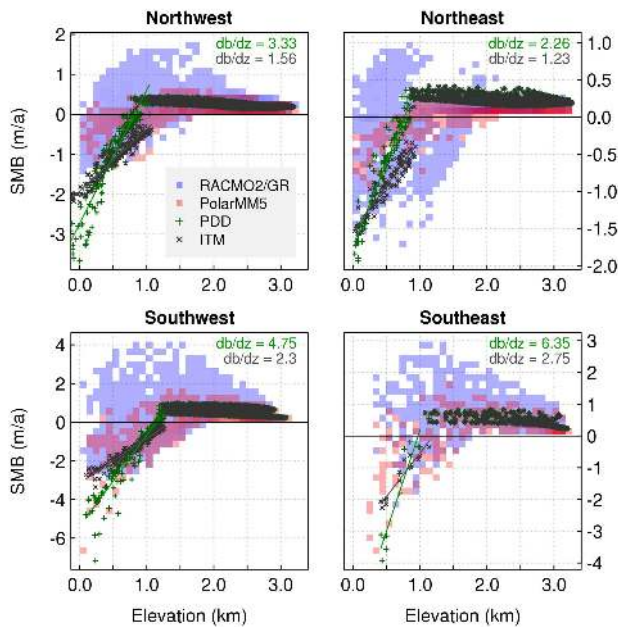 Northwest
Northeast
db/dz = 3.33
db/dz = 1.56
db/dz = 2.26
db/dz = 1.23
SMB (m/a)
2
1
0
-1
-2
-3
1.0
0.5
0.0
-0.5
-1.0
-1.5
-2.0
RACMO2/GR
PolarMM5
PDD
ITM
0.0 1.0 2.0 3.0
0.0 1.0 2.0 3.0
Southwest
Southeast
db/dz = 4.75
db/dz = 2.3
db/dz = 6.35
db/dz = 2.75
SMB (m/a)
4
2
0
-2
-4
-6
3
2
1
0
-1
-2
-3
-4
0.0 1.0 2.0 3.0
0.0 1.0 2.0 3.0
Elevation (km)
Elevation (km)